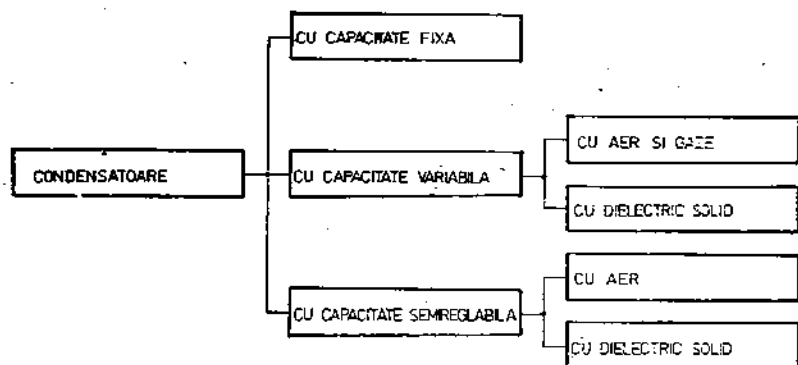 CU CAPACITATE FIXA
CU AER SI GAZE
CONDENSATOARE
CU CAPACITATE VARIABILA
CU DIELECTRIC SOLID
CU AER
CU CAPACITATE SEMIREGLABILA
CU DIELECTRIC SOLID